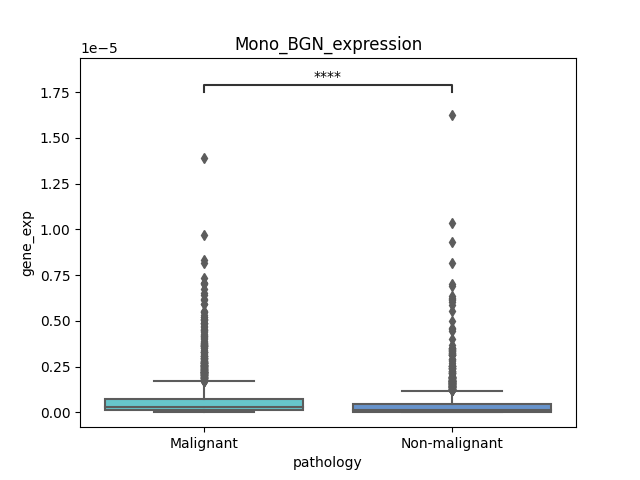 Mono_BGN_expression
1e−5
****
1.75
1.50
1.25
1.00
0.75
0.50
0.25
0.00
gene_exp
Malignant
Non-malignant
pathology